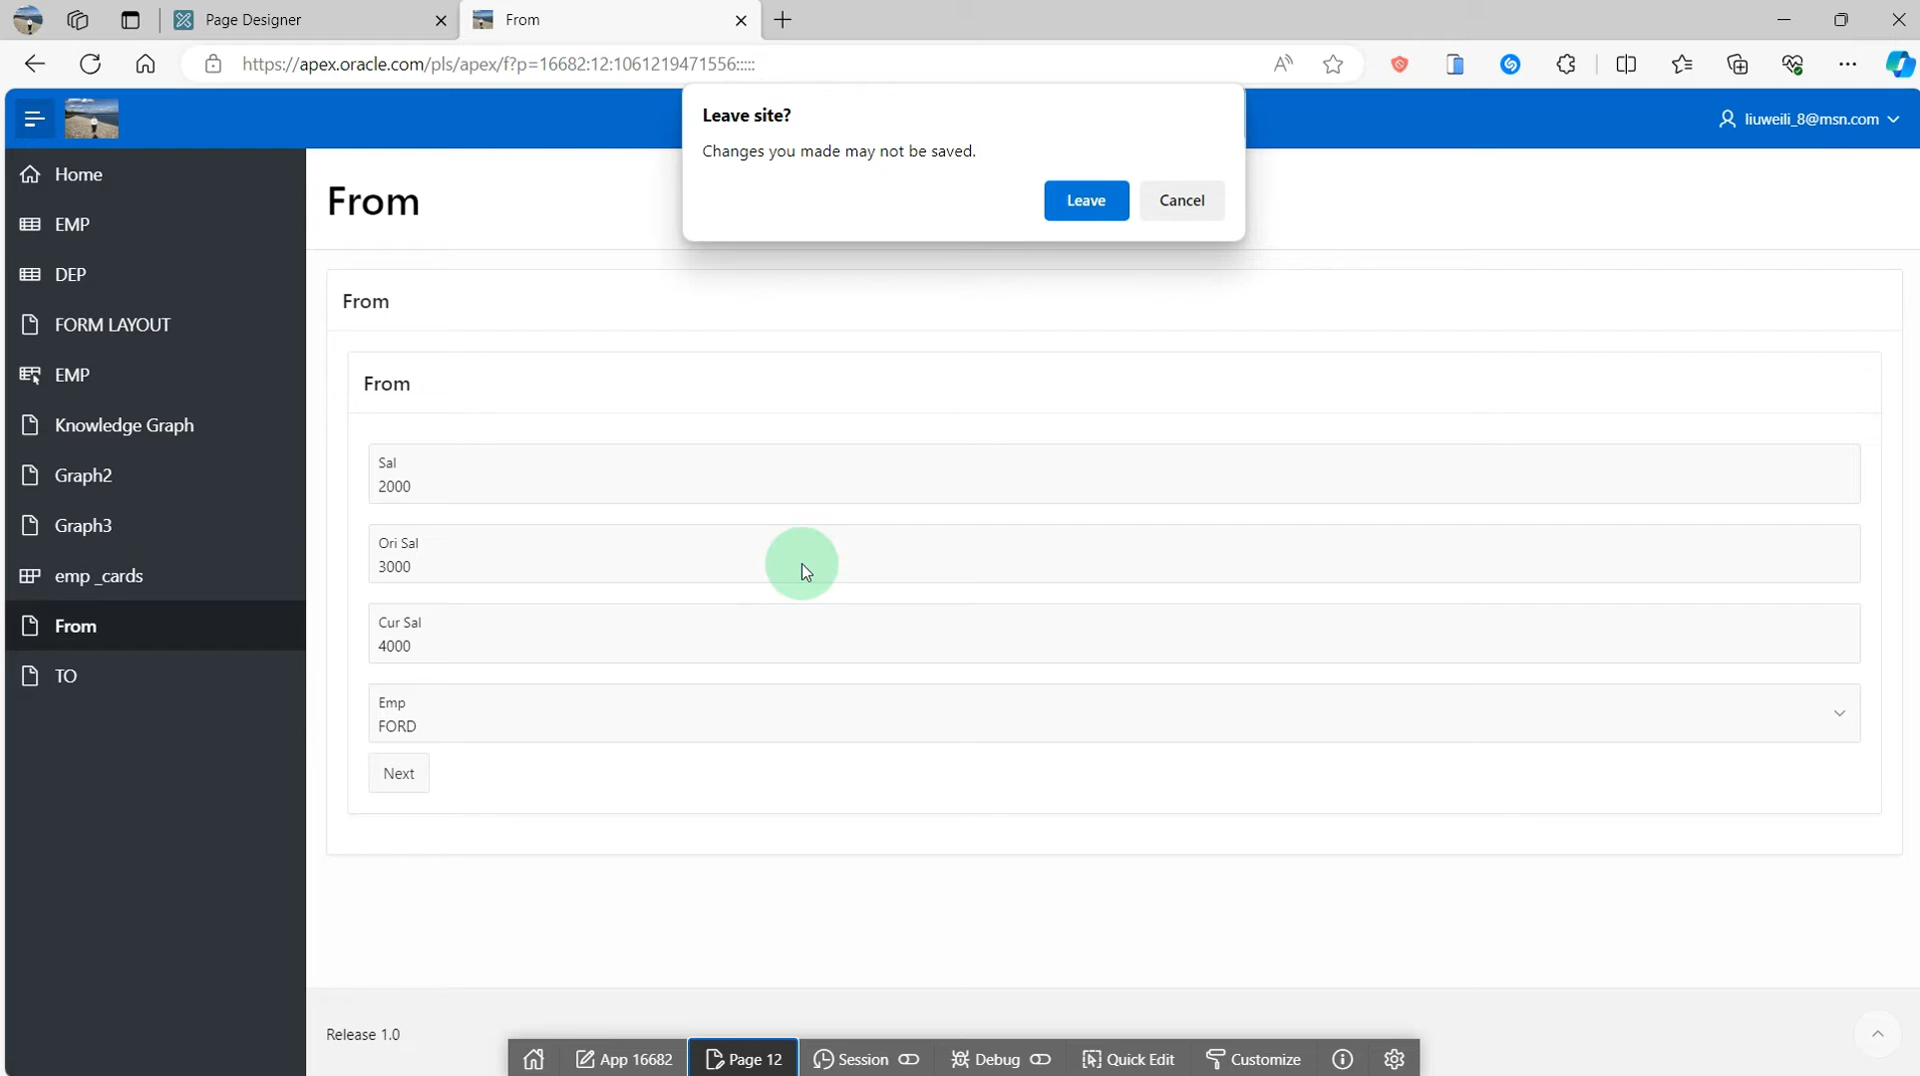 Page Designer
From
https://apex.oracle.com/pls/apex/f?p=16682:12:1061219471556:::::
liuweili_8@msn.com
Leave site?
Changes you made may not be saved.
Leave
Cancel
Home
EMP
DEP
FORM LAYOUT
EMP
Knowledge Graph
Graph2
Graph3
emp _cards
From
TO
From
From
From
Sal
2000
Ori Sal
3000
Cur Sal
4000
Emp
FORD
Next
Release 1.0
App 16682
Page 12
Session
Debug
Quick Edit
Customize